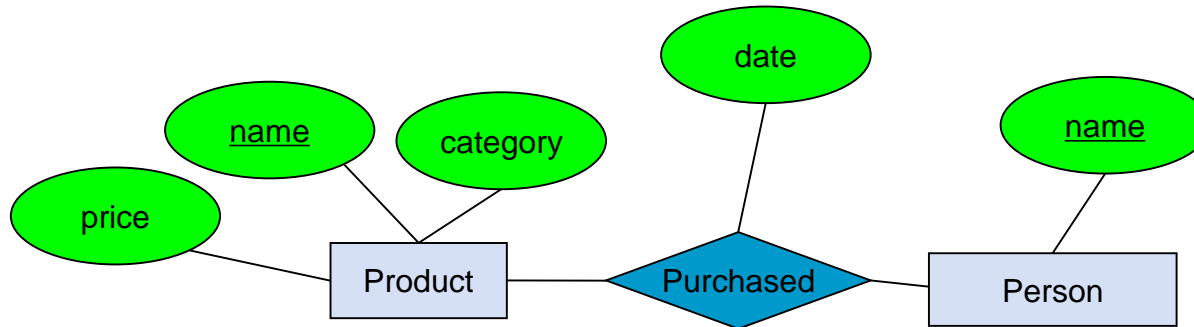 date
name
name
category
price
Product
Purchased
Person